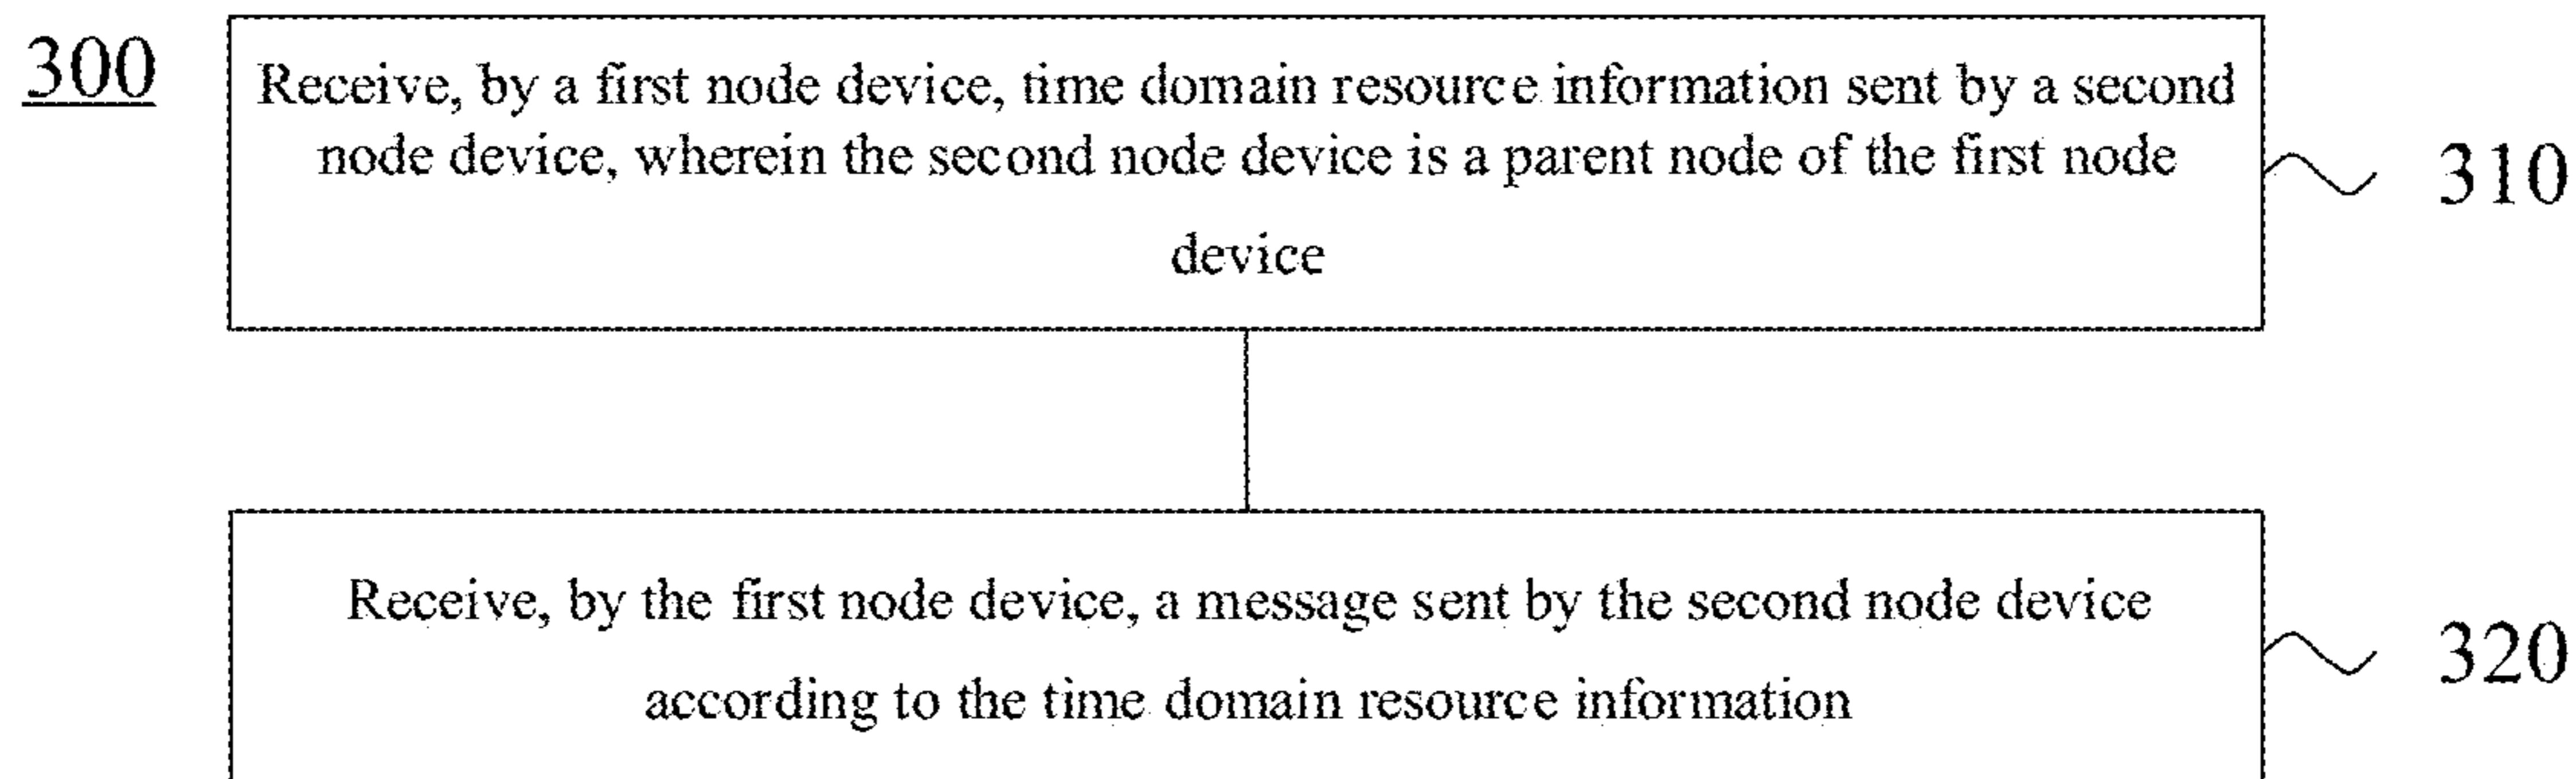 300
Receive, by a first node device, time domain resource information sent by a second
node device, wherein the second node device is a parent node of the first node
device
310
Receive, by the first node device, a message sent by the second node device
according to the time domain resource information
320